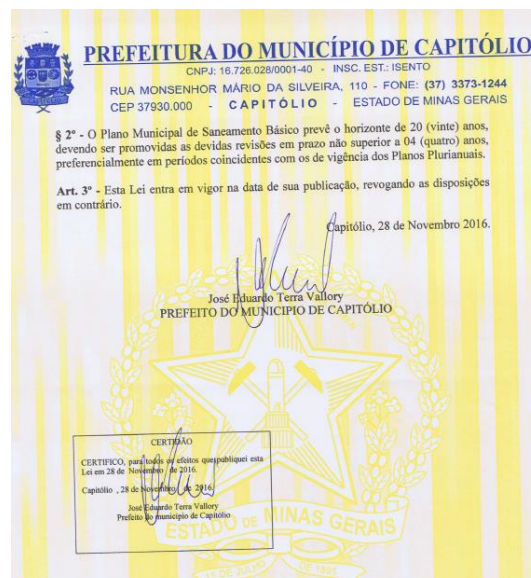 PREFEITURA DO MUNICÍPIO DE CAPITÓLIO
CNPJ: 16.726.028/0001-40 - INSC. EST.: ISENTO
RUA MONSENHOR MÁRIO DA SILVEIRA, 110 - FONE: (37) 3373-1244
CEP 37930.000 - CAPITÓLIO - ESTADO DE MINAS GERAIS
§ 2º - O Plano Municipal de Saneamento Básico prevê o horizonte de 20 (vinte) anos,
devendo ser promovidas as devidas revisões em prazo não superior a 04 (quatro) anos,
preferencialmente em períodos coincidentes com os de vigência dos Planos Plurianuais.
Art. 3º - Esta Lei entra em vigor na data de sua publicação, revogando as disposições
em contrário.
Capitólio, 28 de Novembro 2016.
José Eduardo Terra Vallory
PREFEITO DO MUNICIPIO DE CAPITÓLIO
CERTIDÃO
CERTIFICO, para todos os efeitos que publiquei esta
Lei em 28 de Novembro de 2016.
Capitólio , 28 de Novembro de 2016.
José Eduardo Terra Vallory
Prefeito do município de Capitólio
ESTADO DE MINAS GERAIS
15 DE JULHO DE 1891